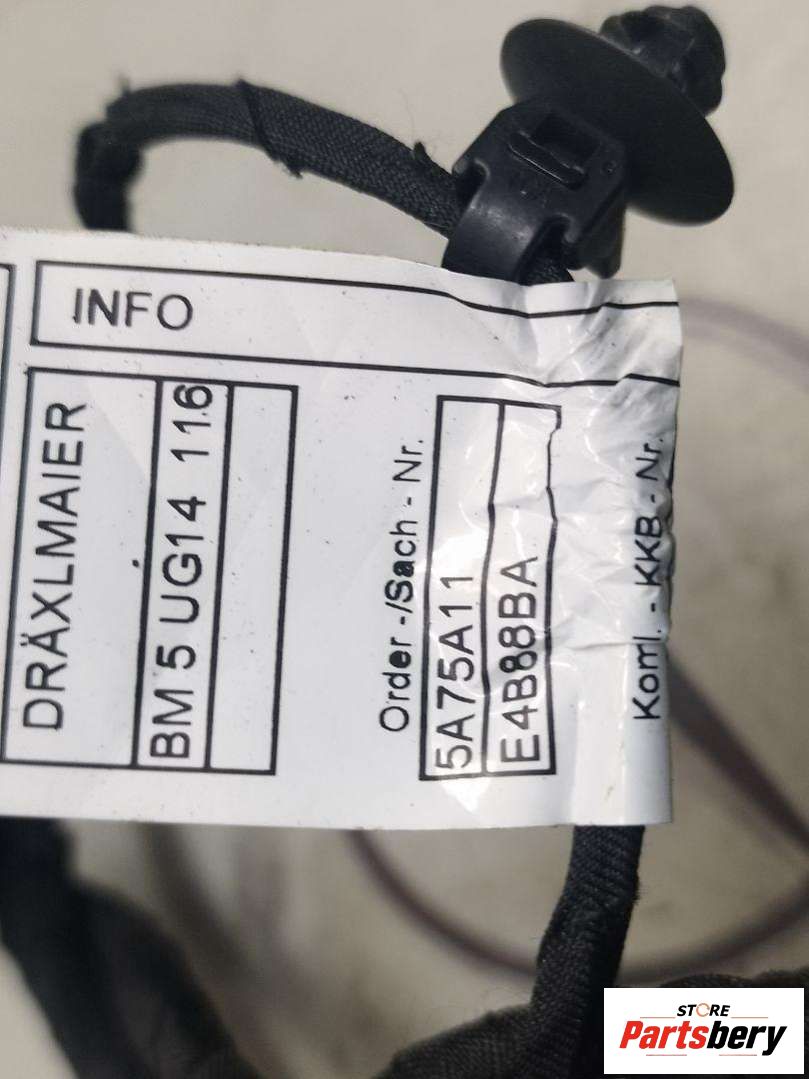 INFO
DRÄXLMAIER
BM 5 UG14 116
Order -/Sach - Nr.
5A75A11
E4B88BA
Koml. - KKB - Nr.
STORE
Partsbery